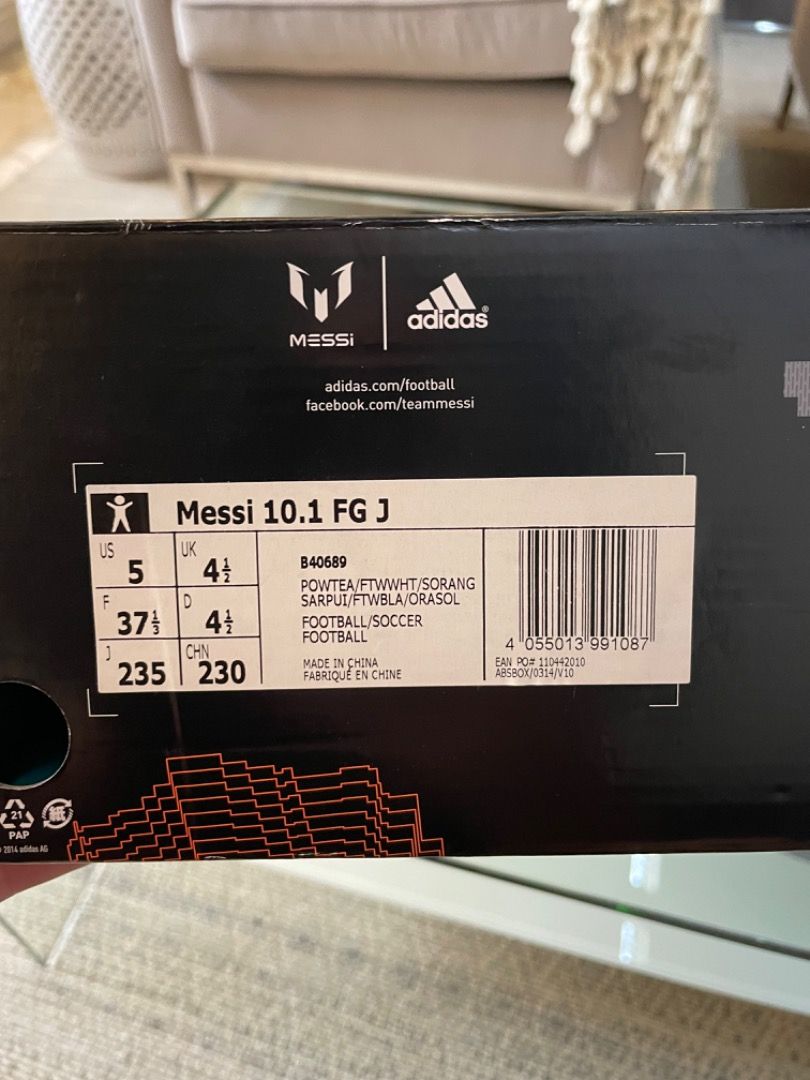 MESSI
adidas®
adidas.com/football
facebook.com/teammessi
Messi 10.1 FG J
US 5
UK 4½
F 37⅓
D 4½
J 235
CHN 230
B40689
POWTEA/FTWWHT/SORANG
SARPUI/FTWBLA/ORASOL
FOOTBALL/SOCCER
FOOTBALL
MADE IN CHINA
FABRIQUÉ EN CHINE
4 055013 991087
EAN PO# 110442010
ABSBOX/0314/V10
21
PAP
紙
© 2014 adidas AG